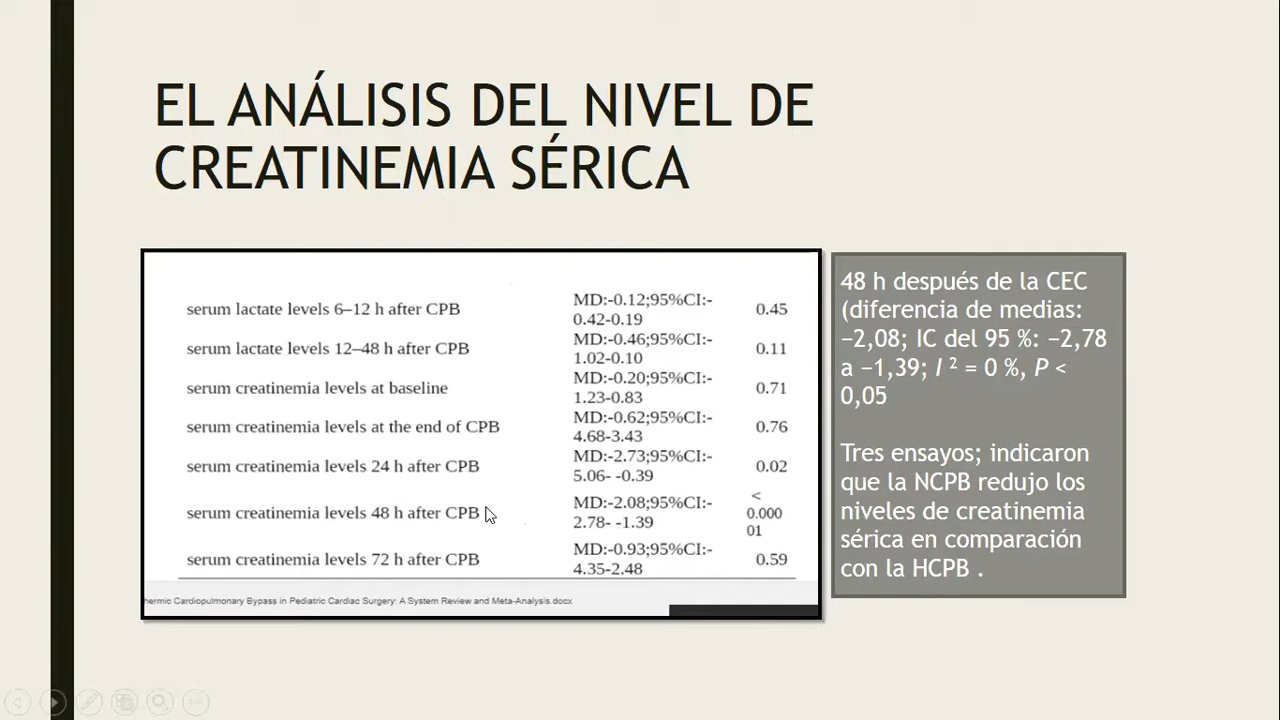 EL ANÁLISIS DEL NIVEL DE
CREATINEMIA SÉRICA
serum lactate levels 6–12 h after CPB
MD:-0.12;95%CI:-
0.42-0.19
0.45
serum lactate levels 12–48 h after CPB
MD:-0.46;95%CI:-
1.02-0.10
0.11
serum creatinemia levels at baseline
MD:-0.20;95%CI:-
1.23-0.83
0.71
serum creatinemia levels at the end of CPB
MD:-0.62;95%CI:-
4.68-3.43
0.76
serum creatinemia levels 24 h after CPB
MD:-2.73;95%CI:-
5.06- -0.39
0.02
serum creatinemia levels 48 h after CPB
MD:-2.08;95%CI:-
2.78- -1.39
<
0.000
01
serum creatinemia levels 72 h after CPB
MD:-0.93;95%CI:-
4.35-2.48
0.59
hermic Cardiopulmonary Bypass in Pediatric Cardiac Surgery: A System Review and Meta-Analysis.docx
48 h después de la CEC
(diferencia de medias:
−2,08; IC del 95 %: −2,78
a −1,39; I ² = 0 %, P <
0,05
Tres ensayos; indicaron
que la NCPB redujo los
niveles de creatinemia
sérica en comparación
con la HCPB .